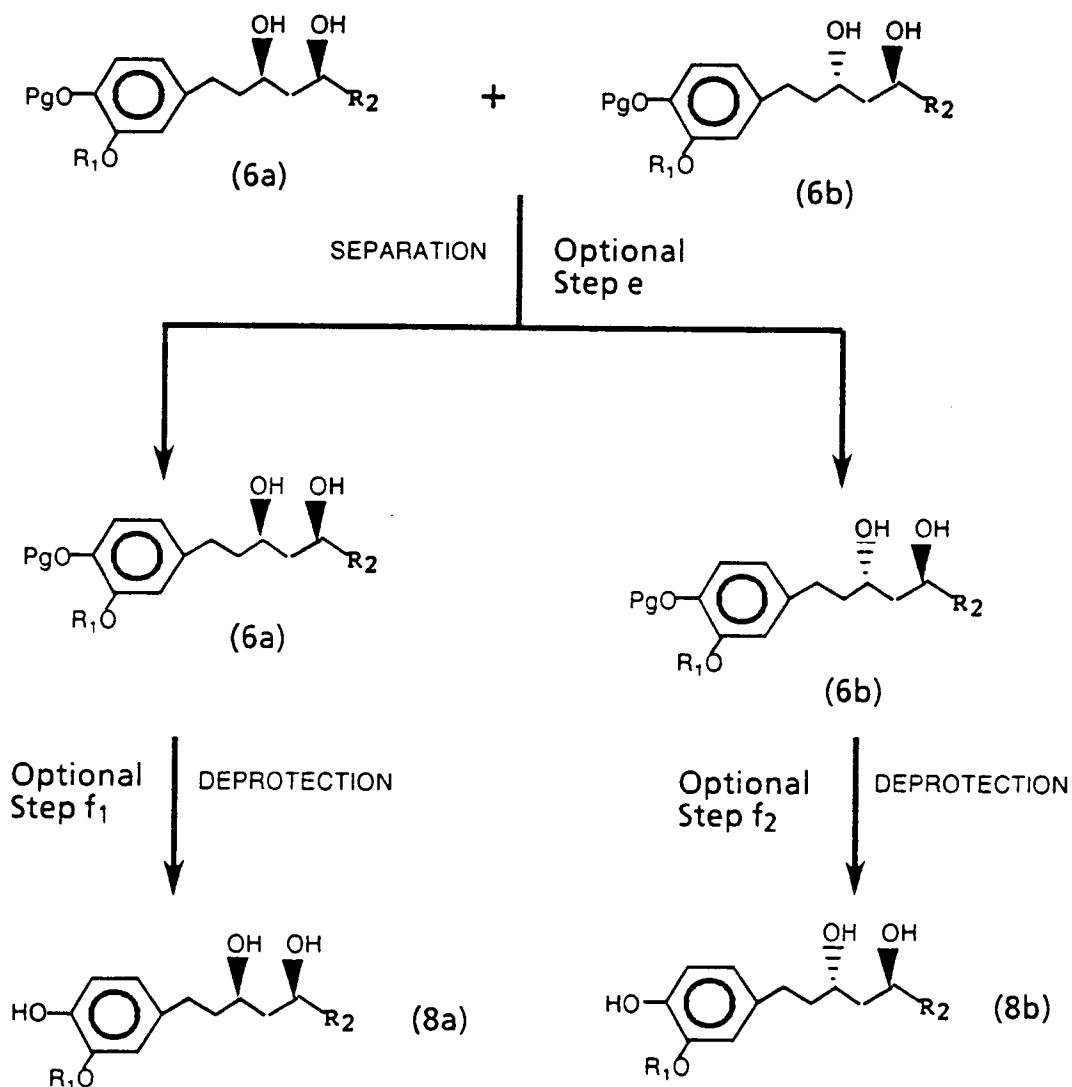 OH OH
PgO
R1O
R2
(6a)
+
OH OH
PgO
R1O
R2
(6b)
SEPARATION
Optional
Step e
OH OH
PgO
R1O
R2
(6a)
OH OH
PgO
R1O
R2
(6b)
Optional
Step f1
DEPROTECTION
Optional
Step f2
DEPROTECTION
OH OH
HO
R1O
R2
(8a)
OH OH
HO
R1O
R2
(8b)